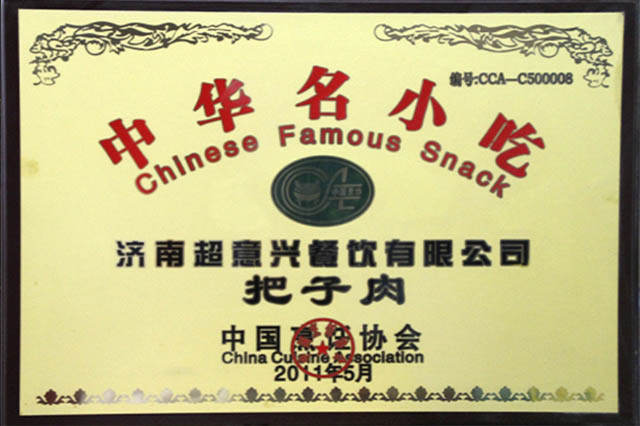 编号:CCA—C500008
中华名小吃
Chinese Famous Snack
济南超意兴餐饮有限公司
把子肉
中国烹饪协会
China Cuisine Association
2011年5月